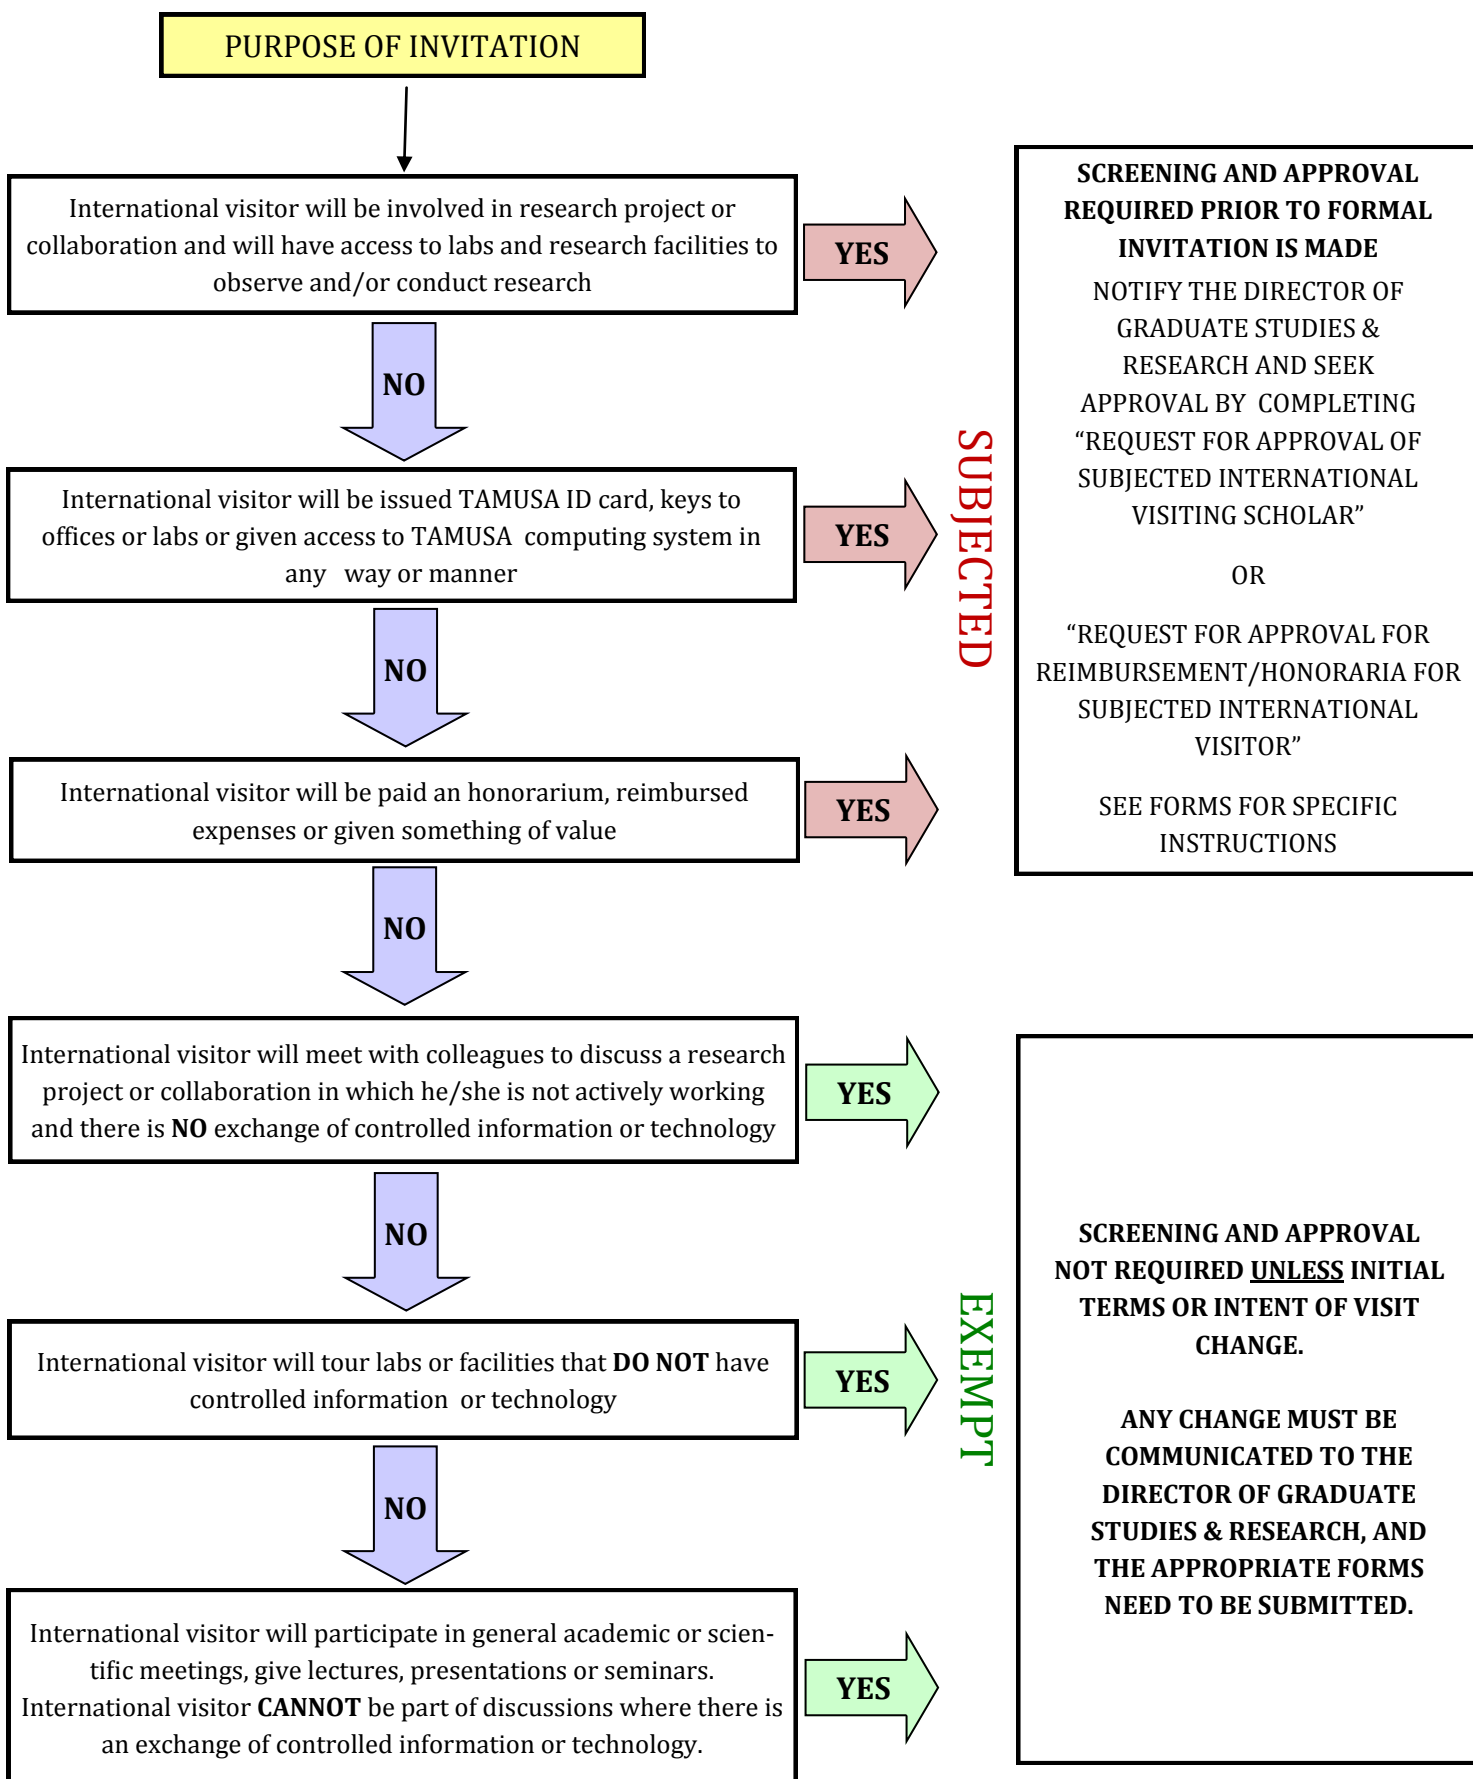 PURPOSE OF INVITATION
International visitor will be involved in research project or
collaboration and will have access to labs and research facilities to
observe and/or conduct research
YES
NO
International visitor will be issued TAMUSA ID card, keys to
offices or labs or given access to TAMUSA computing system in
any way or manner
YES
NO
International visitor will be paid an honorarium, reimbursed
expenses or given something of value
YES
SUBJECTED
SCREENING AND APPROVAL
REQUIRED PRIOR TO FORMAL
INVITATION IS MADE
NOTIFY THE DIRECTOR OF
GRADUATE STUDIES &
RESEARCH AND SEEK
APPROVAL BY COMPLETING
“REQUEST FOR APPROVAL OF
SUBJECTED INTERNATIONAL
VISITING SCHOLAR”
OR
“REQUEST FOR APPROVAL FOR
REIMBURSEMENT/HONORARIA FOR
SUBJECTED INTERNATIONAL
VISITOR”
SEE FORMS FOR SPECIFIC
INSTRUCTIONS
NO
International visitor will meet with colleagues to discuss a research
project or collaboration in which he/she is not actively working
and there is NO exchange of controlled information or technology
YES
NO
International visitor will tour labs or facilities that DO NOT have
controlled information or technology
YES
NO
International visitor will participate in general academic or scien-
tific meetings, give lectures, presentations or seminars.
International visitor CANNOT be part of discussions where there is
an exchange of controlled information or technology.
YES
EXEMPT
SCREENING AND APPROVAL
NOT REQUIRED UNLESS INITIAL
TERMS OR INTENT OF VISIT
CHANGE.
ANY CHANGE MUST BE
COMMUNICATED TO THE
DIRECTOR OF GRADUATE
STUDIES & RESEARCH, AND
THE APPROPRIATE FORMS
NEED TO BE SUBMITTED.